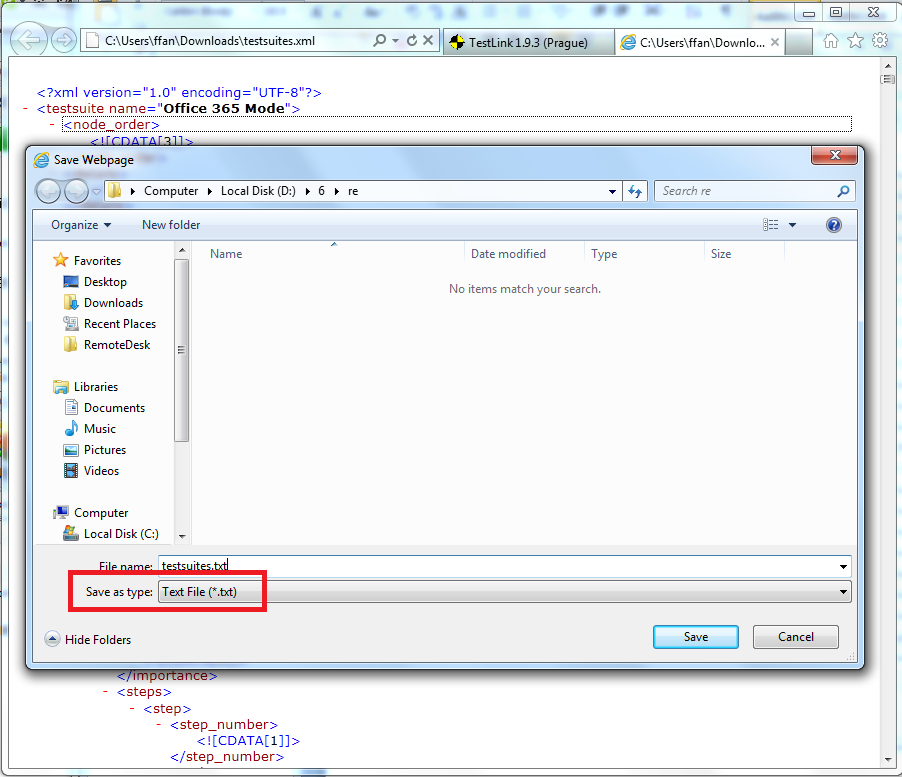 C:\Users\ffan\Downloads\testsuites.xml
TestLink 1.9.3 (Prague)
C:\Users\ffan\Downlo...
<?xml version="1.0" encoding="UTF-8"?>
- <testsuite name="Office 365 Mode">
- <node_order>
<![CDATA[3]]>
Save Webpage
Computer
Local Disk (D:)
6
re
Search re
Organize
New folder
Name
Date modified
Type
Size
No items match your search.
Favorites
Desktop
Downloads
Recent Places
RemoteDesk
Libraries
Documents
Music
Pictures
Videos
Computer
Local Disk (C:)
File name: testsuites.txt
Save as type: Text File (*.txt)
Hide Folders
Save
Cancel
</importance>
- <steps>
- <step>
- <step_number>
<![CDATA[1]]>
</step_number>